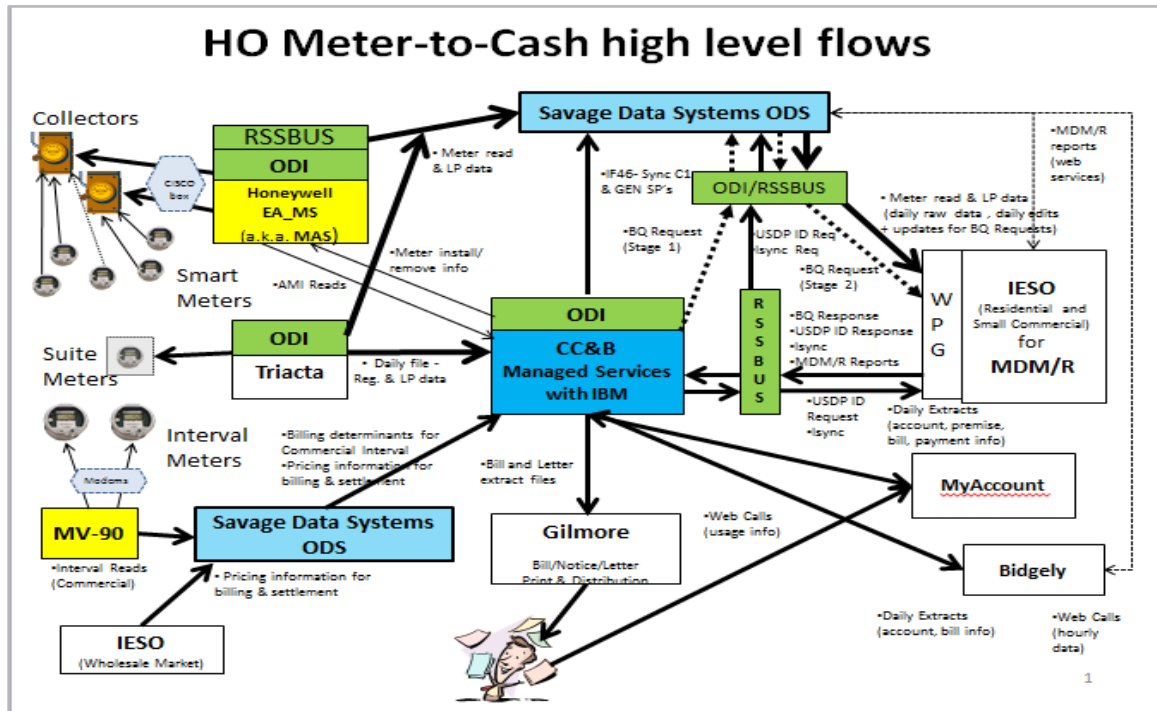 HO Meter-to-Cash high level flows
Collectors
RSSBUS
ODI
Honeywell
EA_MS
(a.k.a. MAS)
CISCO
box
Smart
Meters
Savage Data Systems ODS
•Meter read
& LP data
•IF46- Sync C1
& GEN SP's
ODI/RSSBUS
•MDM/R
reports
(web
services)
•Meter read & LP data
(daily raw data , daily edits
+ updates for BQ Requests)
•BQ Request
(Stage 1)
•USDP ID Req
•Isync Req
•BQ Request
(Stage 2)
•Meter install/
remove info
•AMI Reads
W
P
G
IESO
(Residential and
Small Commercial)
for
MDM/R
R
S
S
BUS
•BQ Response
•USDP ID Response
•Isync
•MDM/R Reports
ODI
CC&B
Managed Services
with IBM
ODI
Triacta
Suite
Meters
•Daily file -
Reg. & LP data
•USDP ID
Request
•Isync
•Daily Extracts
(account, premise,
bill, payment info)
Interval
Meters
•Billing determinants for
Commercial Interval
•Pricing information for
billing & settlement
•Bill and Letter
extract files
MyAccount
MV-90
•Interval Reads
(Commercial)
Savage Data Systems
ODS
•Pricing information for
billing & settlement
Gilmore
Bill/Notice/Letter
Print & Distribution
•Web Calls
(usage info)
Bidgely
IESO
(Wholesale Market)
•Daily Extracts
(account, bill info)
•Web Calls
(hourly
data)
1